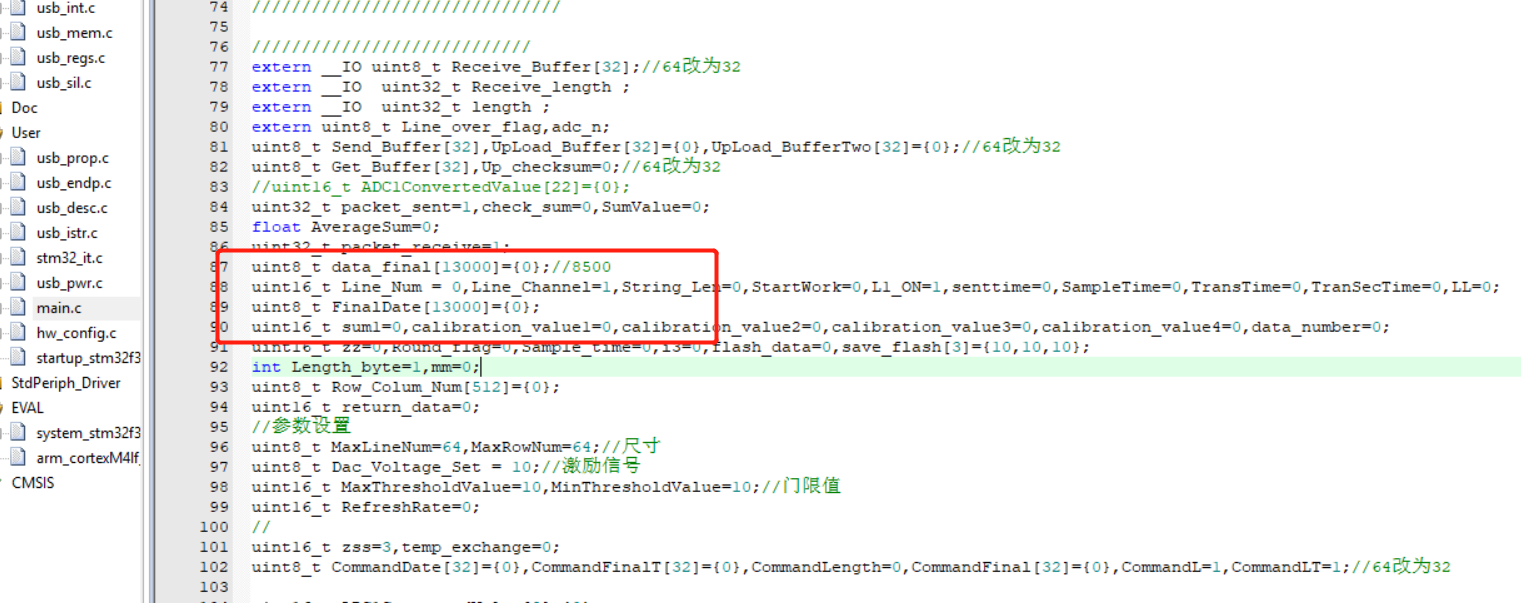 usb_int.c
usb_mem.c
usb_regs.c
usb_sil.c
Doc
User
usb_prop.c
usb_endp.c
usb_desc.c
usb_istr.c
stm32_it.c
usb_pwr.c
main.c
hw_config.c
startup_stm32f3
StdPeriph_Driver
EVAL
system_stm32f3
arm_cortexM4lf
CMSIS
74 ///////////////////////////////
75
76 ////////////////////////////
77 extern __IO uint8_t Receive_Buffer[32];//64改为32
78 extern __IO  uint32_t Receive_length ;
79 extern __IO  uint32_t length ;
80 extern uint8_t Line_over_flag,adc_n;
81 uint8_t Send_Buffer[32],UpLoad_Buffer[32]={0},UpLoad_BufferTwo[32]={0};//64改为32
82 uint8_t Get_Buffer[32],Up_checksum=0;//64改为32
83 //uint16_t ADC1ConvertedValue[22]={0};
84 uint32_t packet_sent=1,check_sum=0,SumValue=0;
85 float AverageSum=0;
86 uint32_t packet_receive=1;
87 uint8_t data_final[13000]={0};//8500
88 uint16_t Line_Num = 0,Line_Channel=1,String_Len=0,StartWork=0,L1_ON=1,senttime=0,SampleTime=0,TransTime=0,TranSecTime=0,LL=0;
89 uint8_t FinalDate[13000]={0};
90 uint16_t sum1=0,calibration_value1=0,calibration_value2=0,calibration_value3=0,calibration_value4=0,data_number=0;
91 uint16_t zz=0,Round_flag=0,Sample_time=0,i3=0,flash_data=0,save_flash[3]={10,10,10};
92 int Length_byte=1,mm=0;
93 uint8_t Row_Colum_Num[512]={0};
94 uint16_t return_data=0;
95 //参数设置
96 uint8_t MaxLineNum=64,MaxRowNum=64;//尺寸
97 uint8_t Dac_Voltage_Set = 10;//激励信号
98 uint16_t MaxThresholdValue=10,MinThresholdValue=10;//门限值
99 uint16_t RefreshRate=0;
100 //
101 uint16_t zss=3,temp_exchange=0;
102 uint8_t CommandDate[32]={0},CommandFinalT[32]={0},CommandLength=0,CommandFinal[32]={0},CommandL=1,CommandLT=1;//64改为32
103